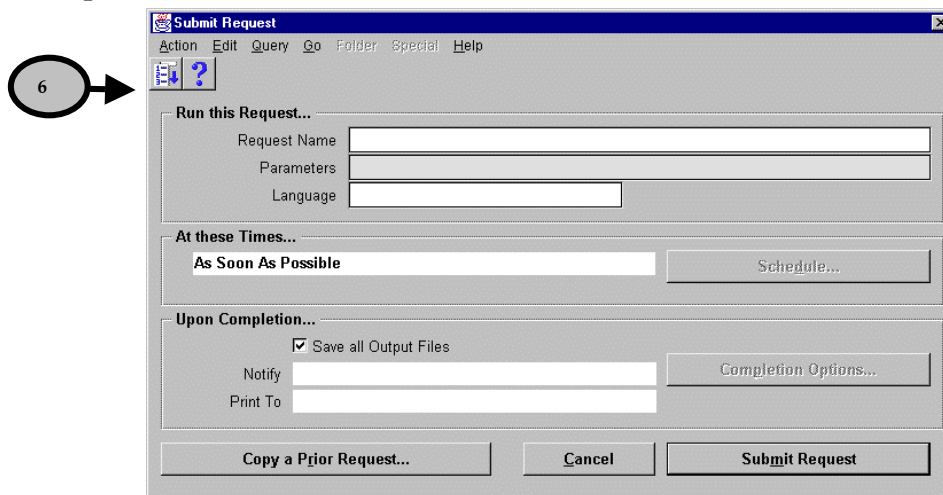 Submit Request
Action Edit Query Go Folder Special Help
6
Run this Request...
Request Name
Parameters
Language
At these Times...
As Soon As Possible
Schedule...
Upon Completion...
Save all Output Files
Notify
Completion Options...
Print To
Copy a Prior Request...
Cancel
Submit Request